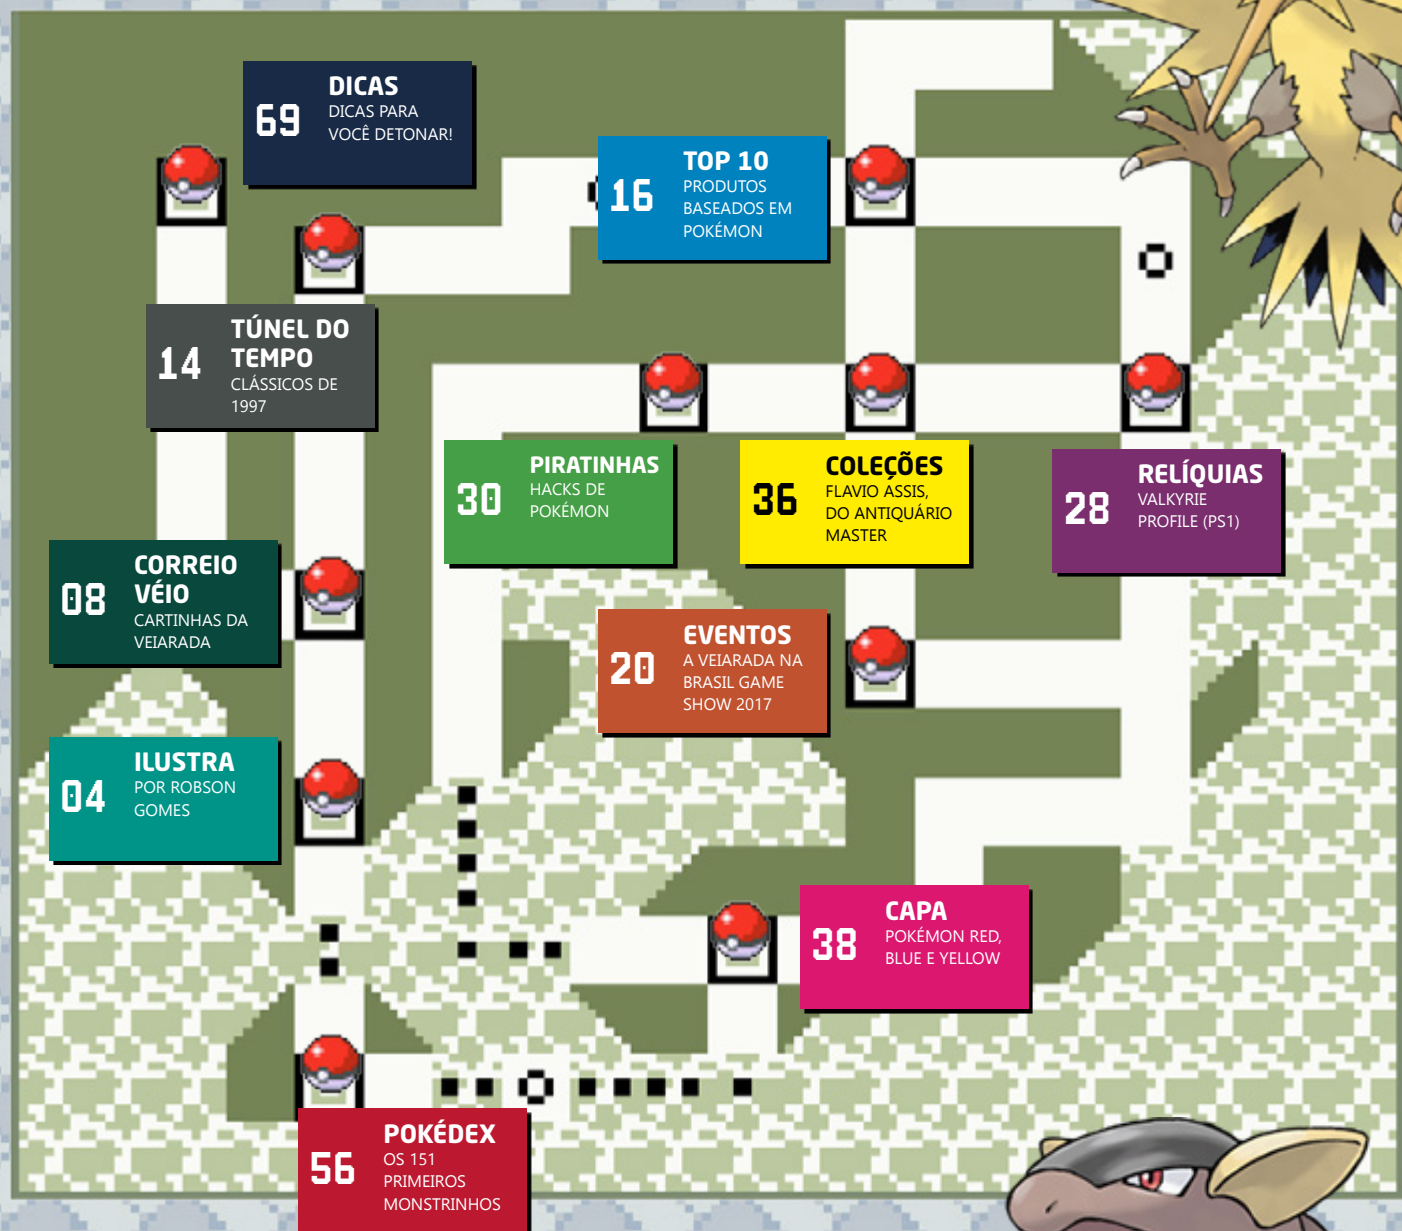 69
DICAS
DICAS PARA
VOCÊ DETONAR!
16
TOP 10
PRODUTOS
BASEADOS EM
POKÉMON
14
TÚNEL DO
TEMPO
CLÁSSICOS DE
1997
30
PIRATINHAS
HACKS DE
POKÉMON
36
COLEÇÕES
FLAVIO ASSIS,
DO ANTIQUÁRIO
MASTER
28
RELÍQUIAS
VALKYRIE
PROFILE (PS1)
08
CORREIO
VÉIO
CARTINHAS DA
VEIARADA
20
EVENTOS
A VEIARADA NA
BRASIL GAME
SHOW 2017
04
ILUSTRA
POR ROBSON
GOMES
38
CAPA
POKÉMON RED,
BLUE E YELLOW
56
POKÉDEX
OS 151
PRIMEIROS
MONSTRINHOS